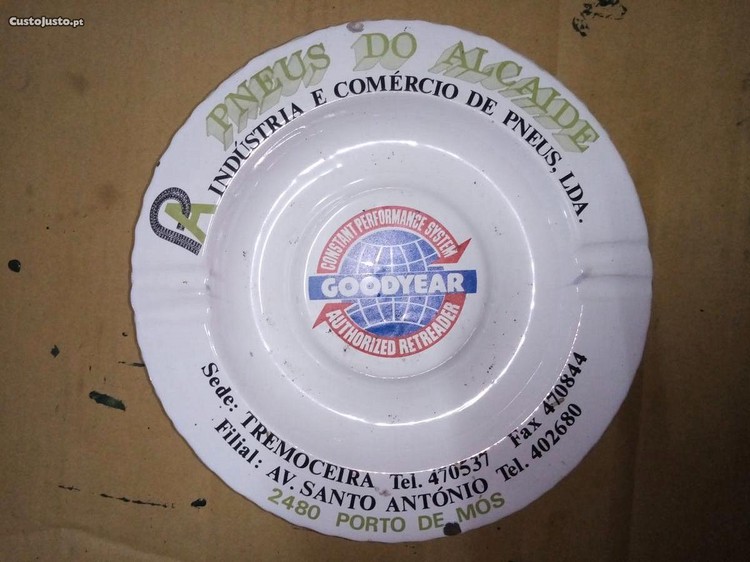 CustoJusto.pt
PNEUS DO ALCAIDE
INDÚSTRIA E COMÉRCIO DE PNEUS, LDA.
PA
CONSTANT PERFORMANCE SYSTEM
GOODYEAR
AUTHORIZED RETREADER
Sede: TREMOCEIRA Tel. 470537 Fax 470844
Filial: AV. SANTO ANTÓNIO Tel. 402680
2480 PORTO DE MÓS